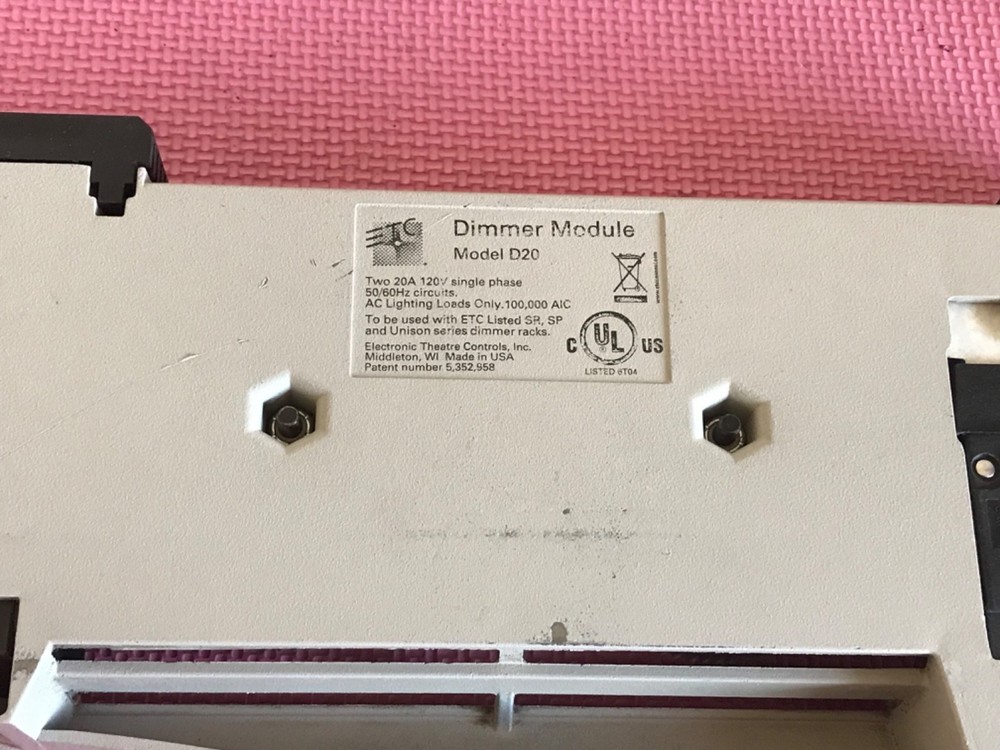 ETC
Dimmer Module
Model D20
Two 20A 120V single phase
50/60Hz circuits.
AC Lighting Loads Only.100,000 AIC
To be used with ETC Listed SR, SP
and Unison series dimmer racks.
Electronic Theatre Controls, Inc.
Middleton, WI Made in USA
Patent number 5,352,958
C UL US
LISTED 6T04